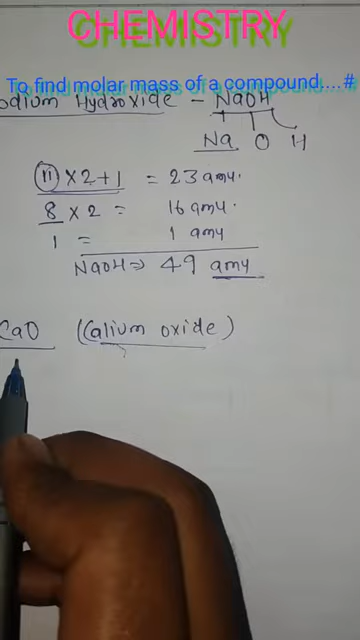 CHEMISTRY
To find molar mass of a compound....#
odium Hydroxide - NaOH
Na O H
11 × 2 + 1 = 23 amu.
8 × 2 = 16 amu.
1 = 1 amu
NaOH => 49 amu
CaO (Calium oxide)